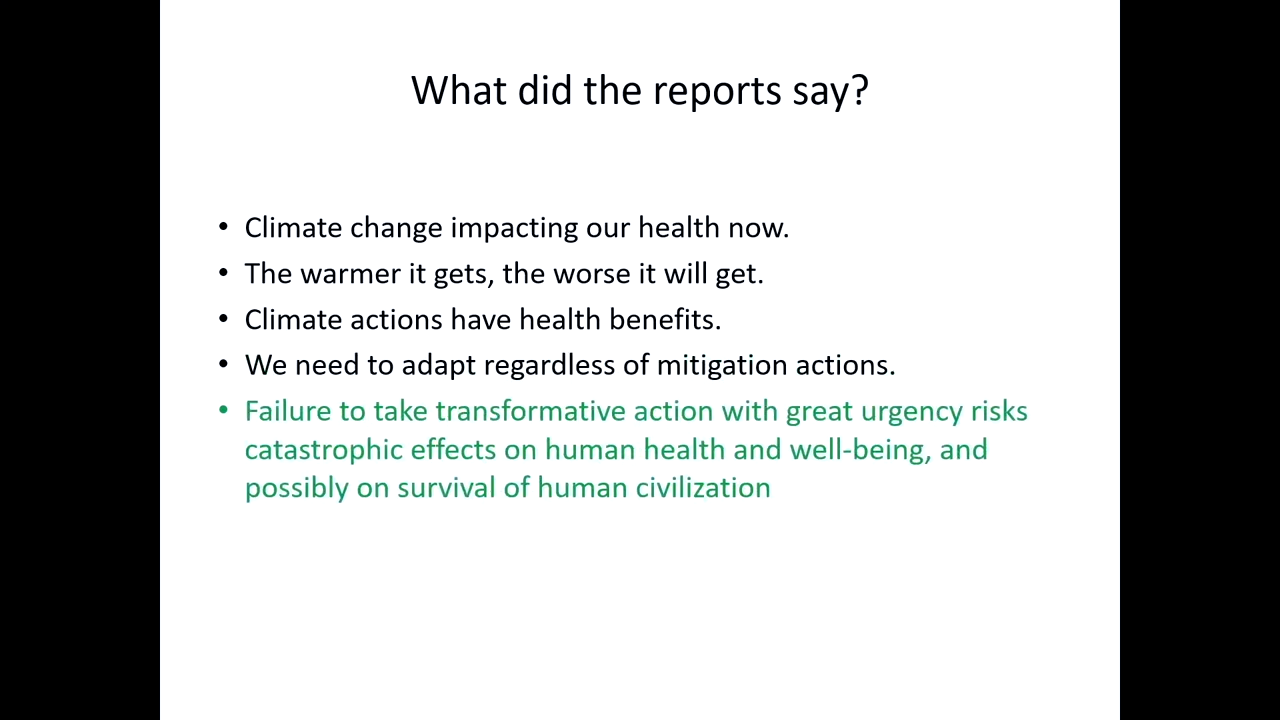 What did the reports say?
• Climate change impacting our health now.
• The warmer it gets, the worse it will get.
• Climate actions have health benefits.
• We need to adapt regardless of mitigation actions.
• Failure to take transformative action with great urgency risks
catastrophic effects on human health and well-being, and
possibly on survival of human civilization